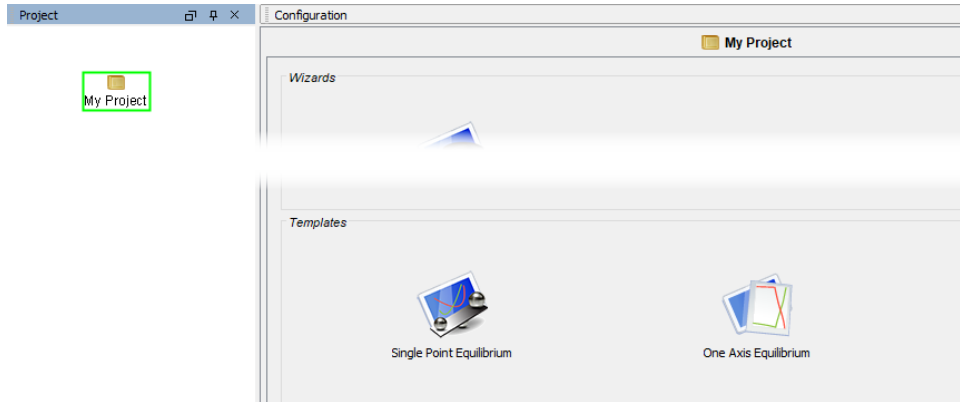 Project
Configuration
My Project
My Project
Wizards
Templates
Single Point Equilibrium
One Axis Equilibrium